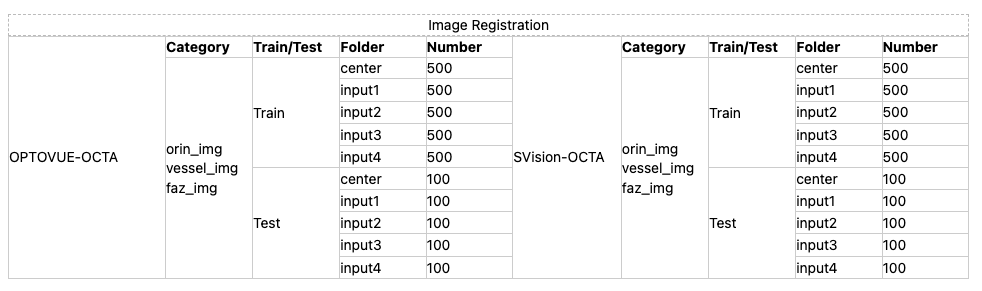 Image Registration
Category Train/Test Folder Number Category Train/Test Folder Number
center 500 center 500
input1 500 input1 500
Train input2 500 Train input2 500
input3 500 input3 500
orin_img orin_img
OPTOVUE-OCTA vessel_img input4 500 SVision-OCTA vessel_img input4 500
faz_img center 100 faz_img center 100
input1 100 input1 100
Test input2 100 Test input2 100
input3 100 input3 100
input4 100 input4 100